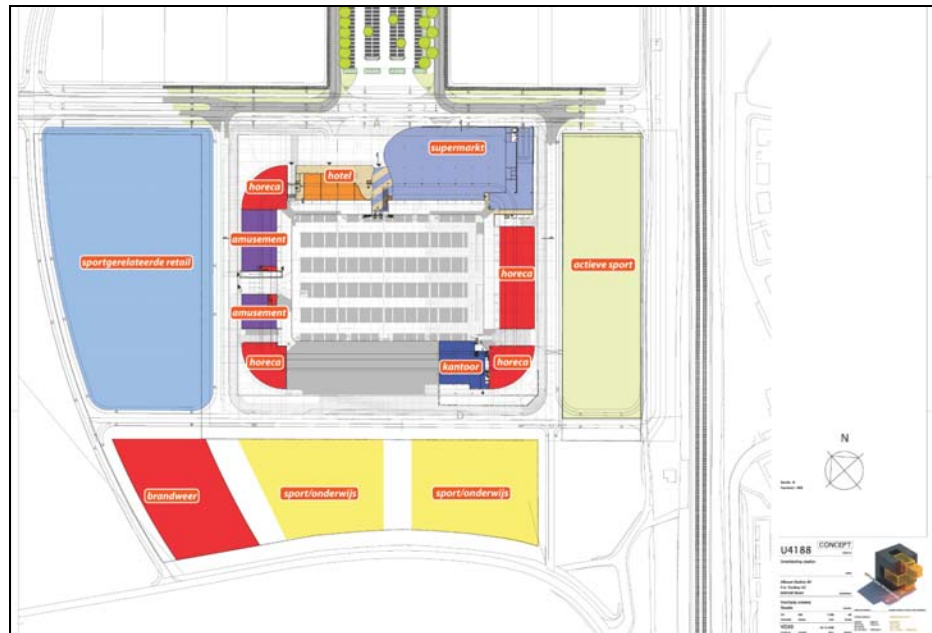 A
supermarkt
hotel
horeca
amusement
sportgerelateerde retail
horeca
actieve sport
amusement
horeca
kantoor
horeca
D
N
brandweer
sport/onderwijs
sport/onderwijs
U4188
CONCEPT